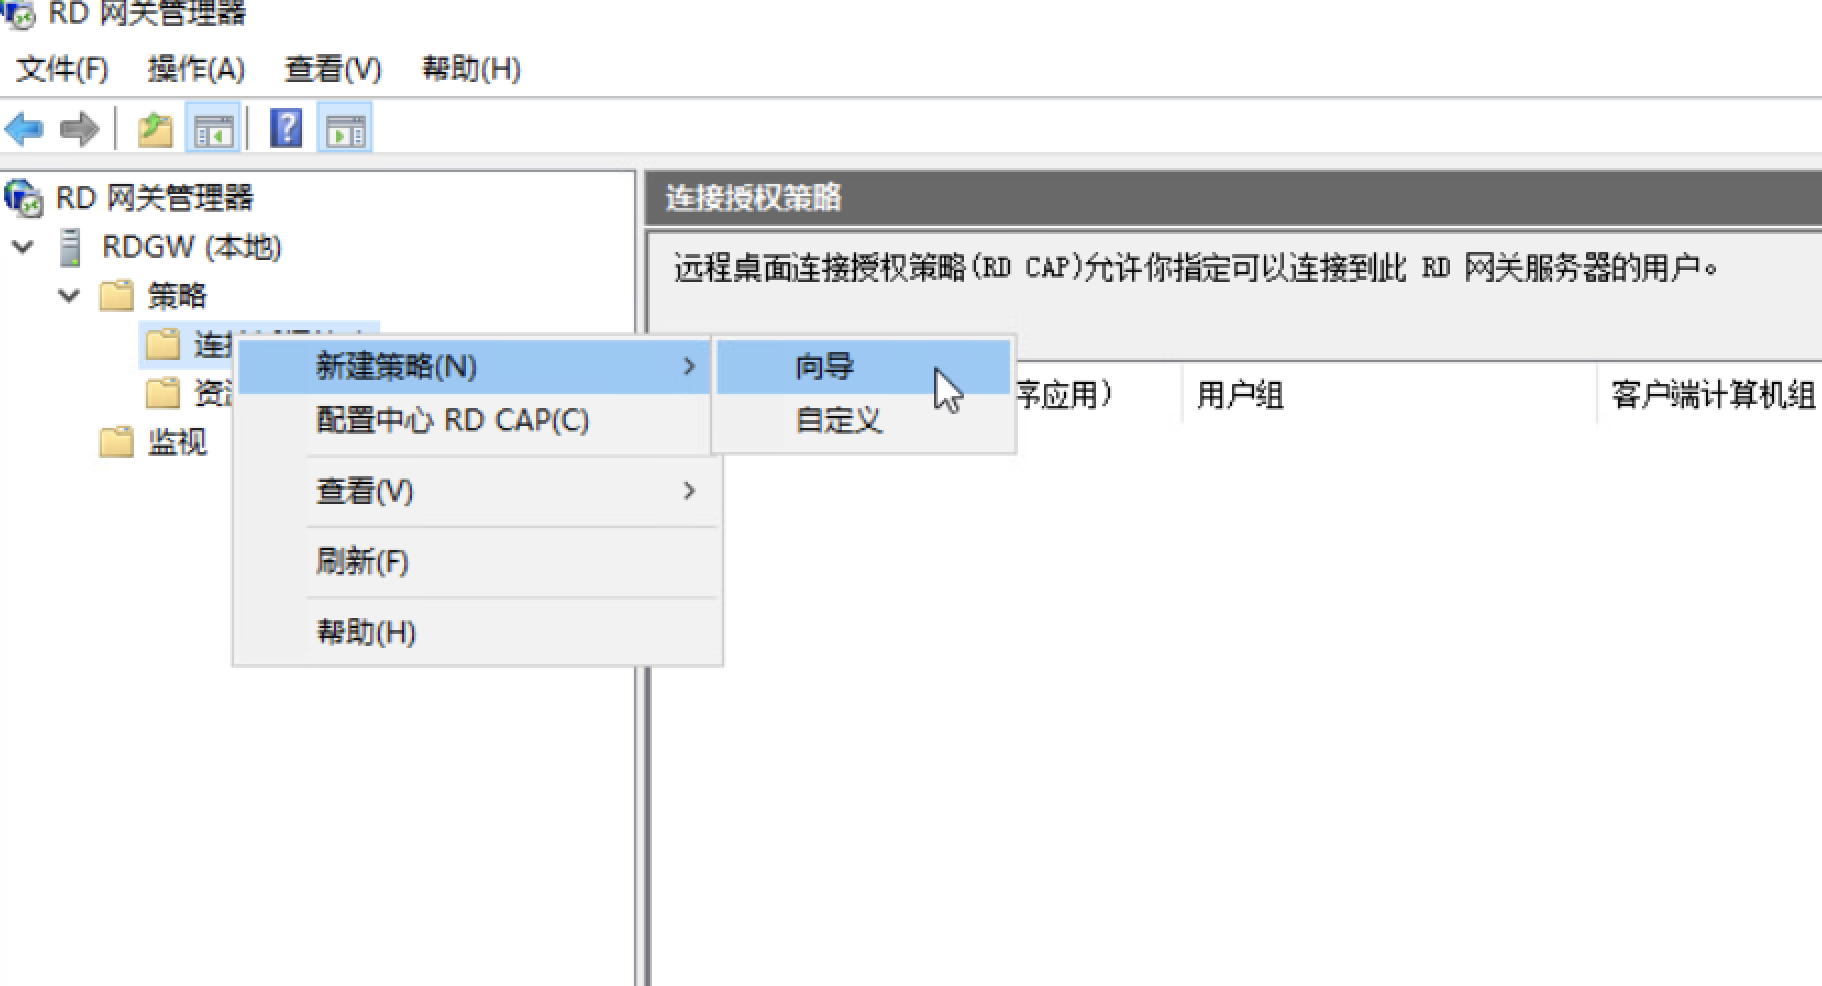 RD 网关管理器
文件(F) 操作(A) 查看(V) 帮助(H)
RD 网关管理器
RDGW (本地)
策略
连接
监视
新建策略(N)
配置中心 RD CAP(C)
查看(V)
刷新(F)
帮助(H)
向导
自定义
连接授权策略
远程桌面连接授权策略(RD CAP)允许你指定可以连接到此 RD 网关服务器的用户。
序应用) 用户组 客户端计算机组